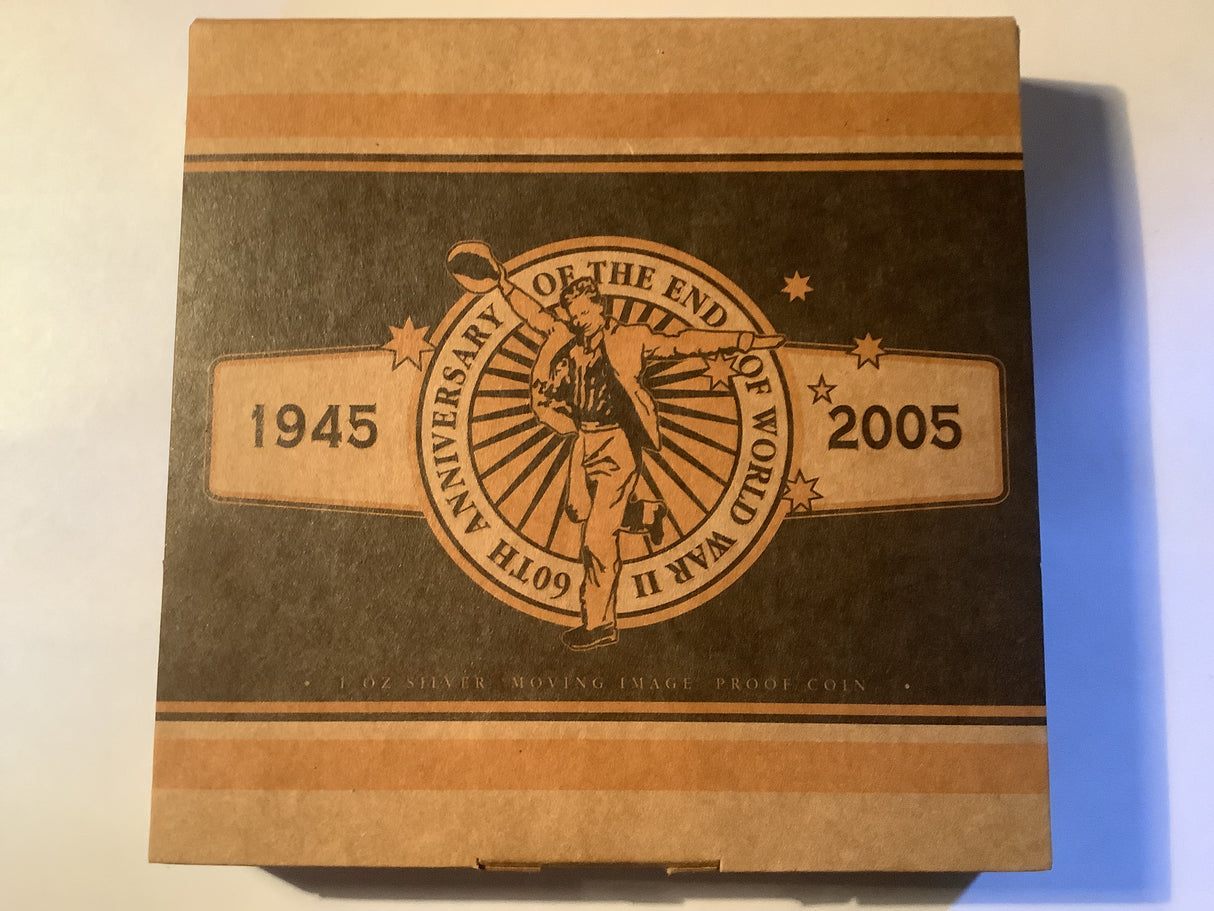 60TH ANNIVERSARY OF THE END OF WORLD WAR II
1945
2005
• 1 OZ SILVER "MOVING IMAGE" PROOF COIN •